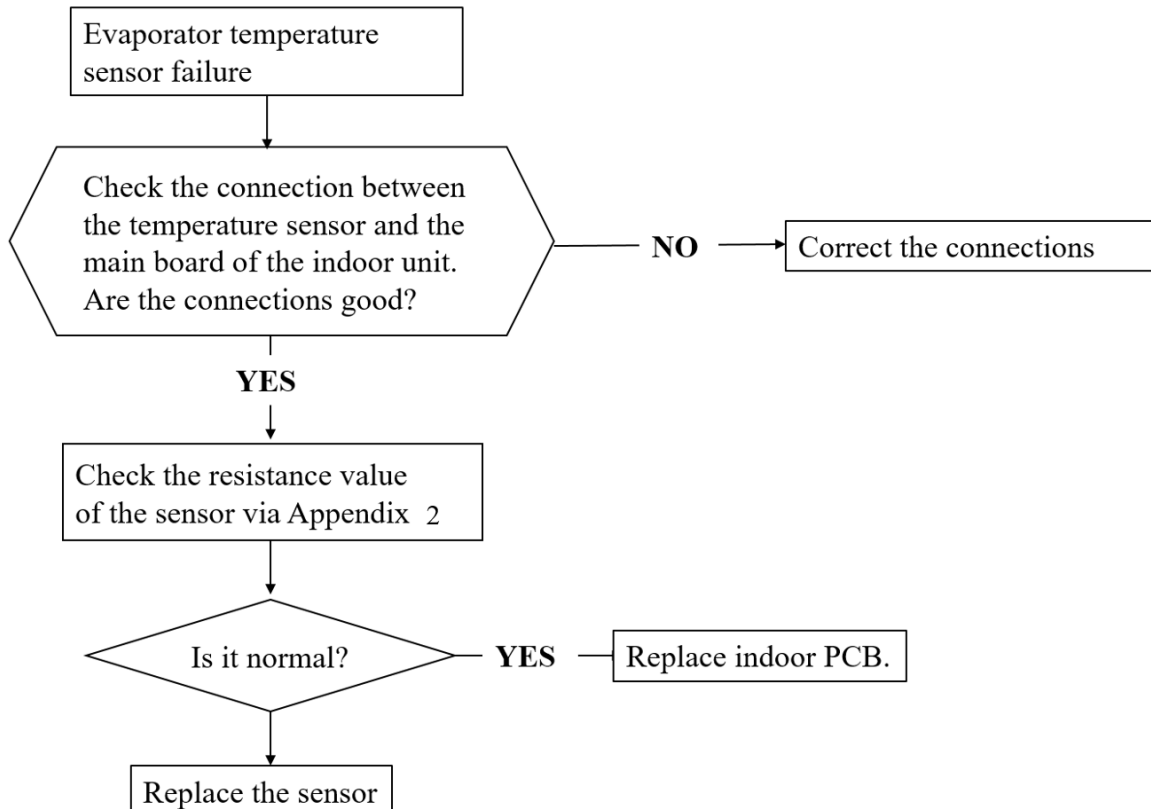 Evaporator temperature
sensor failure
Check the connection between
the temperature sensor and the
main board of the indoor unit.
Are the connections good?
NO
Correct the connections
YES
Check the resistance value
of the sensor via Appendix 2
Is it normal?
YES
Replace indoor PCB.
Replace the sensor